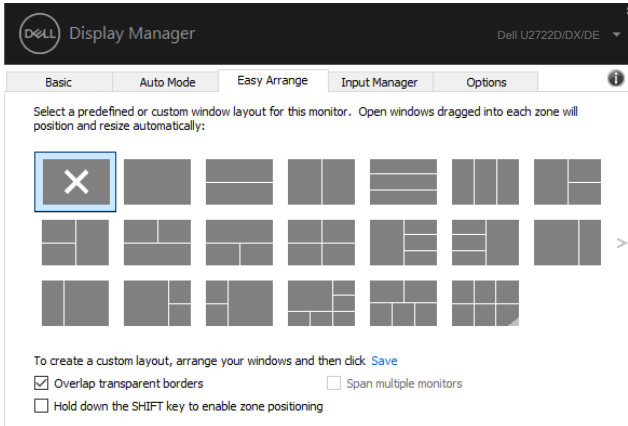 DELL Display Manager
Dell U2722D/DX/DE
Basic
Auto Mode
Easy Arrange
Input Manager
Options
Select a predefined or custom window layout for this monitor. Open windows dragged into each zone will
position and resize automatically:
To create a custom layout, arrange your windows and then click Save
Overlap transparent borders
Span multiple monitors
Hold down the SHIFT key to enable zone positioning